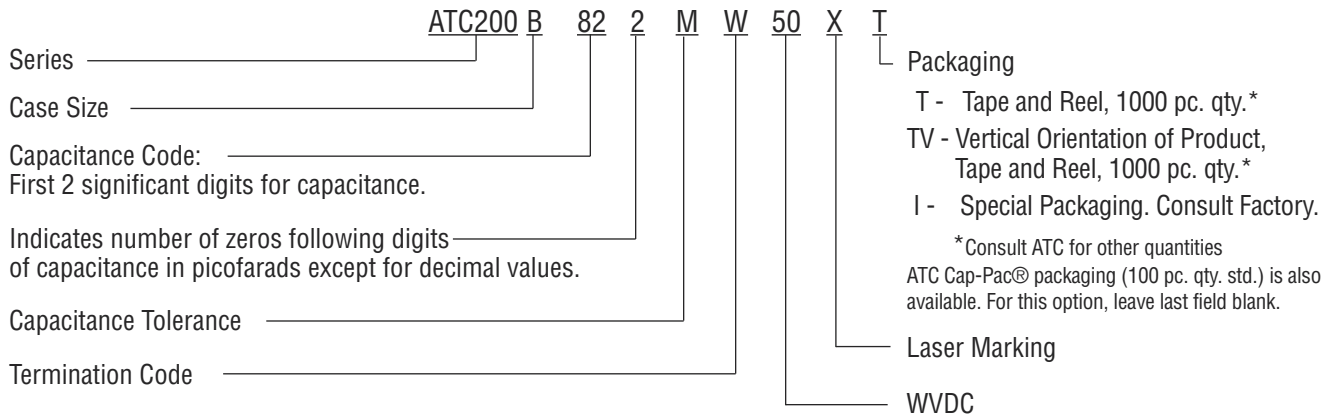 ATC200 B 82 2 M W 50 X T
Series
Case Size
Capacitance Code:
First 2 significant digits for capacitance.
Indicates number of zeros following digits
of capacitance in picofarads except for decimal values.
Capacitance Tolerance
Termination Code
Packaging
T - Tape and Reel, 1000 pc. qty.*
TV - Vertical Orientation of Product,
Tape and Reel, 1000 pc. qty.*
I - Special Packaging. Consult Factory.
*Consult ATC for other quantities
ATC Cap-Pac® packaging (100 pc. qty. std.) is also
available. For this option, leave last field blank.
Laser Marking
WVDC